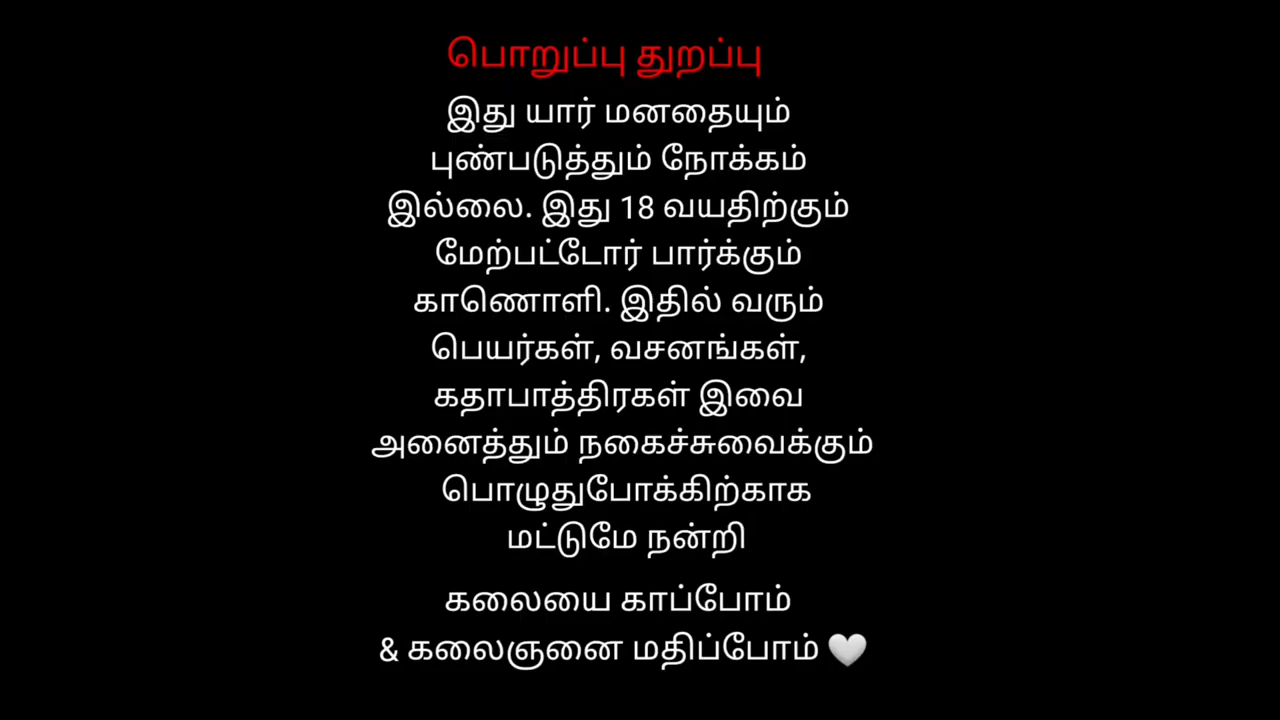 பொறுப்பு துறப்பு
இது யார் மனதையும்
புண்படுத்தும் நோக்கம்
இல்லை. இது 18 வயதிற்கும்
மேற்பட்டோர் பார்க்கும்
காணொளி. இதில் வரும்
பெயர்கள், வசனங்கள்,
கதாபாத்திரகள் இவை
அனைத்தும் நகைச்சுவைக்கும்
பொழுதுபோக்கிற்காக
மட்டுமே நன்றி
கலையை காப்போம்
& கலைஞனை மதிப்போம் 🤍